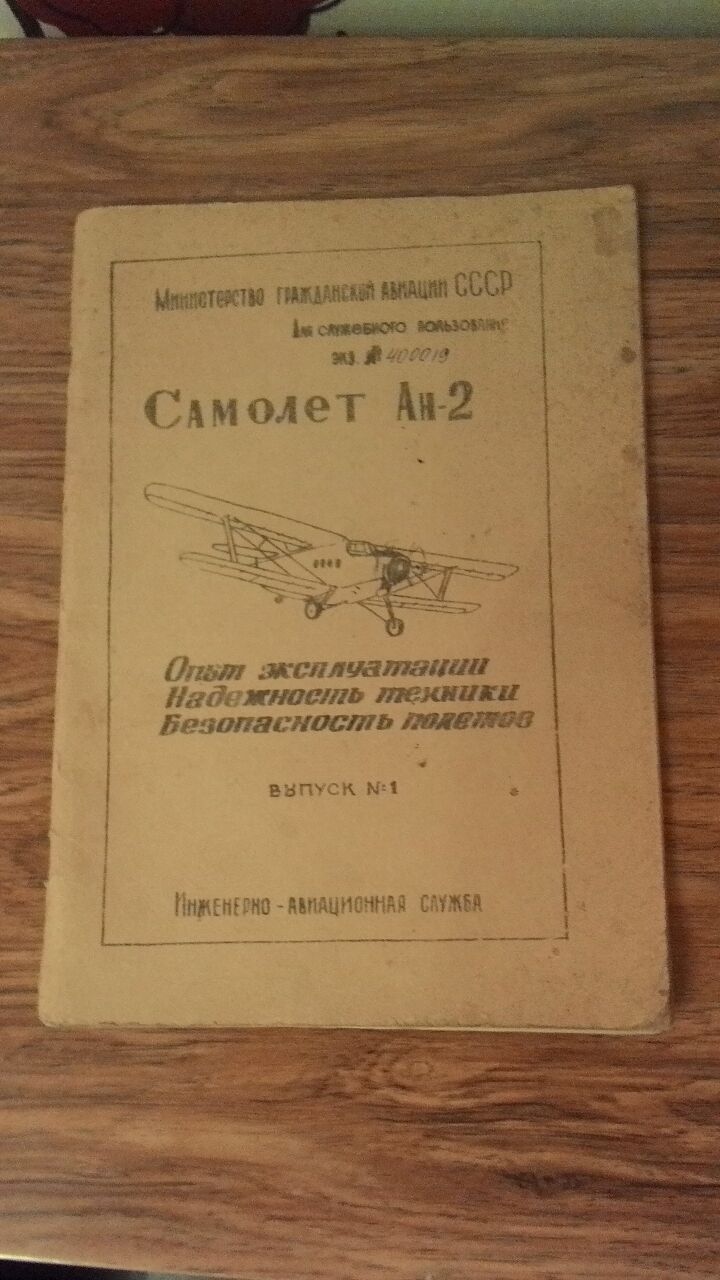 Министерство гражданской авиации СССР
Для служебного пользования
экз. № 400019
Самолет Ан-2
Опыт эксплуатации
Надежность техники
Безопасность полетов
Выпуск №1
Инженерно-авиационная служба